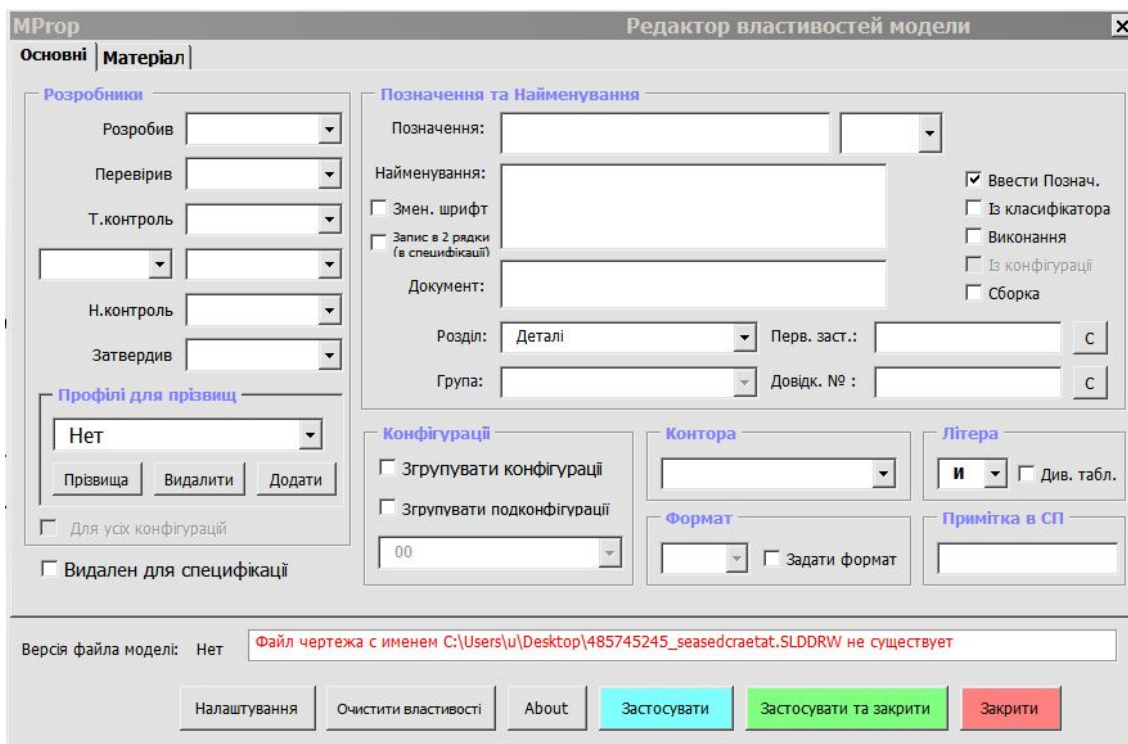 MProp Редактор властивостей модели
Основні Матеріал
Розробники
Розробив
Перевірив
Т.контроль
Н.контроль
Затвердив
Профілі для прізвищ
Нет
Прізвища Видалити Додати
Для усіх конфігурацій
Видален для специфікації
Позначення та Найменування
Позначення:
Найменування:
Змен. шрифт
Запис в 2 рядки
(в специфікації)
Документ:
Розділ: Деталі Перв. заст.: С
Група: Довідк. № : С
Ввести Познач.
Із класифікатора
Виконання
Із конфігурації
Сборка
Конфігурації
Згрупувати конфігурації
Згрупувати подконфігурації
00
Контора
Літера
И Див. табл.
Формат
Задати формат
Примітка в СП
Версія файла моделі: Нет Файл чертежа с именем C:\Users\u\Desktop\485745245_seasedcraetat.SLDDRW не существует
Налаштування Очистити властивості About Застосувати Застосувати та закрити Закрити